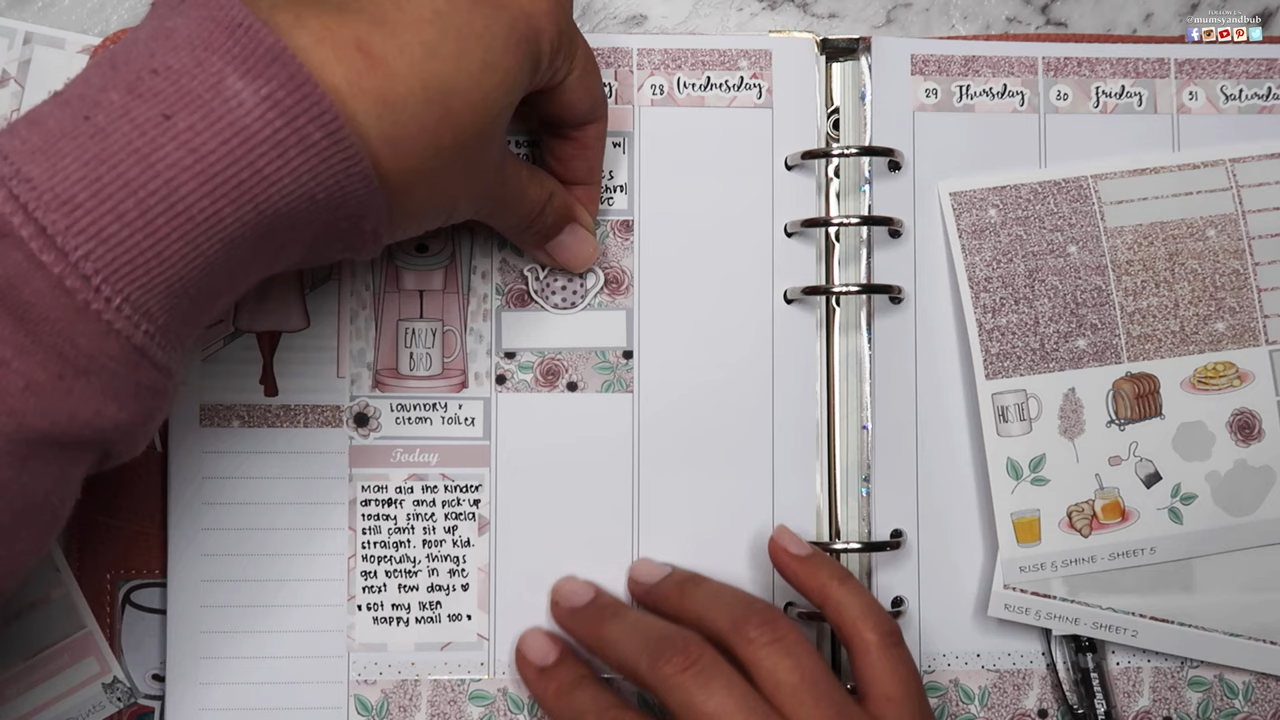 FOLLOW US
@mumsyandbub
28 Wednesday
29 Thursday
30 Friday
31 Saturda
w/
EARLY
BIRD
Laundry +
clean Toilet
Today
Matt did the kinder
dropoff and pick-up
today since Kaela
still can't sit up
straight. Poor kid.
Hopefully, things
get better in the
next few days
Got my IKEA
Happy Mail too
HUSTLE
RISE & SHINE - SHEET 5
RISE & SHINE - SHEET 2